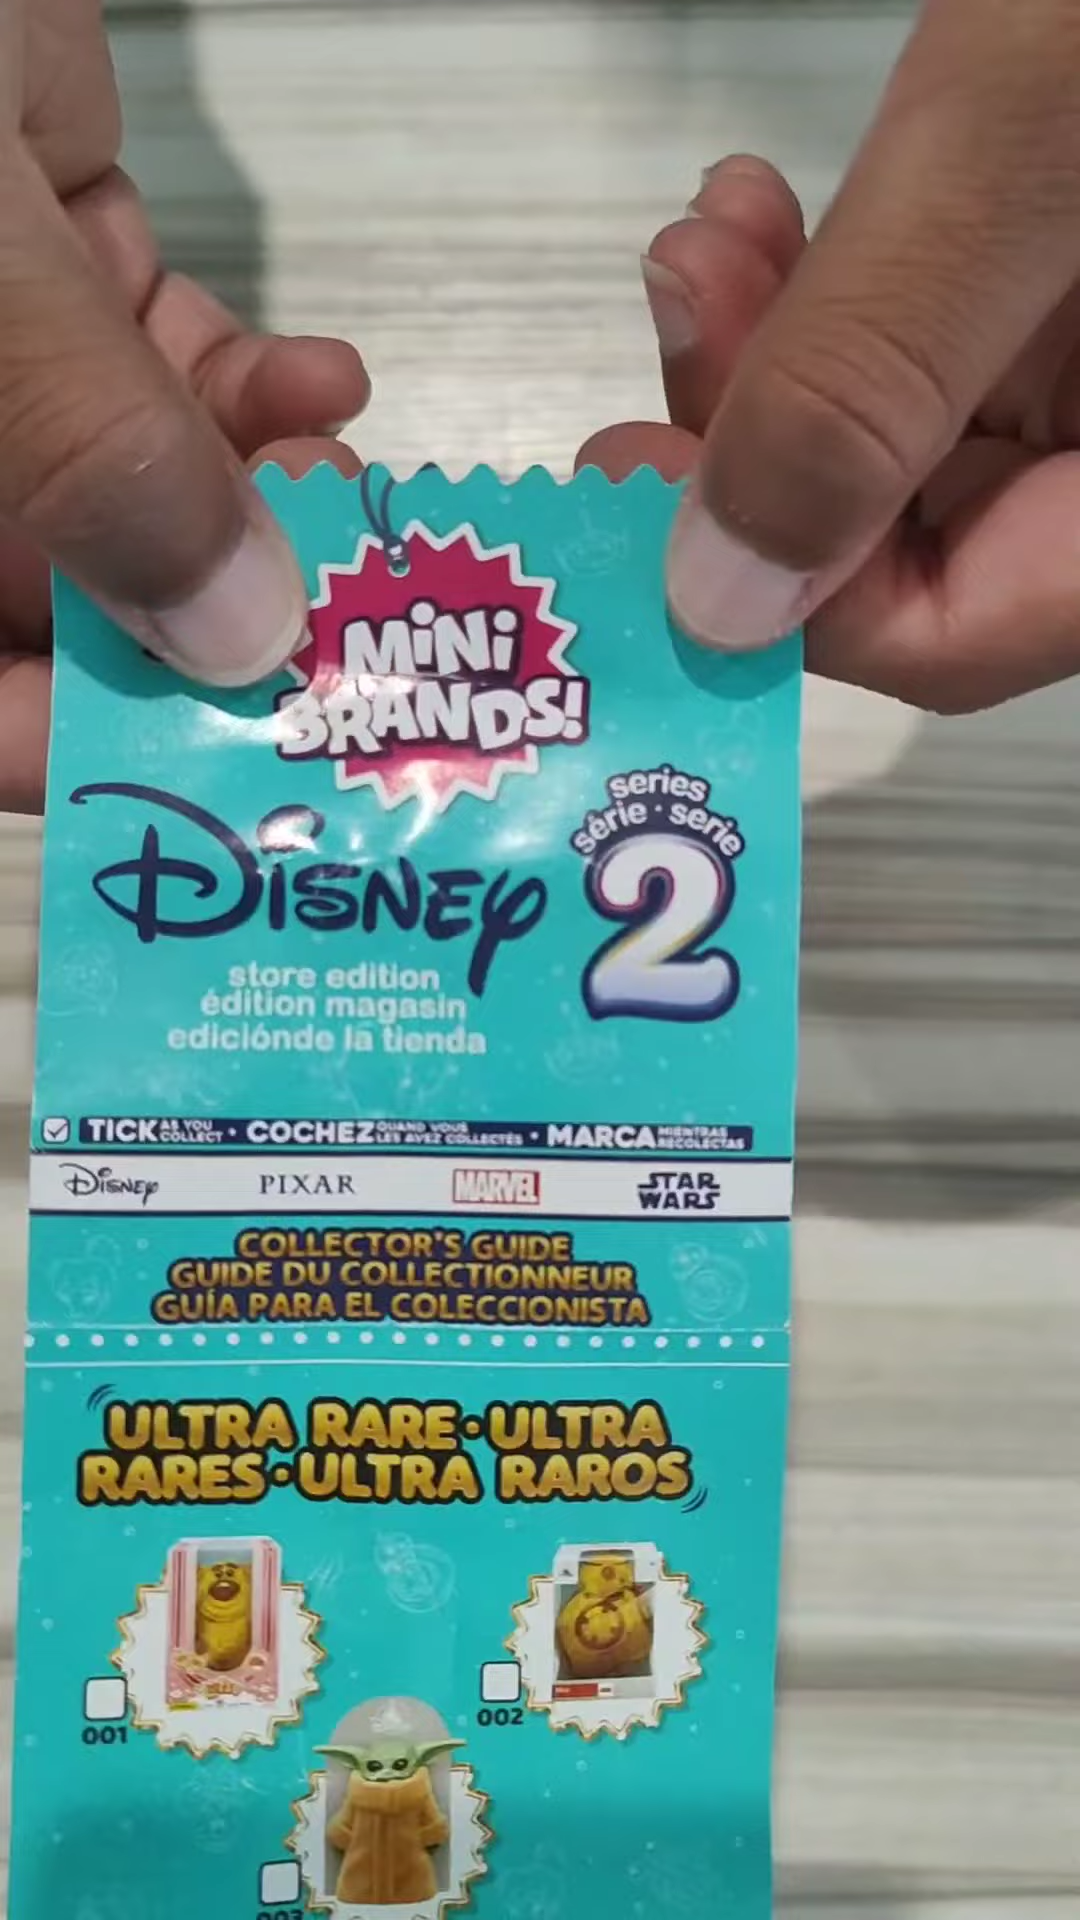 MiNi
BRANDS!
series
série · serie
2
DISNEY
store edition
édition magasin
ediciónde la tienda
TICK AS YOU COLLECT · COCHEZ QUAND VOUS LES AVEZ COLLECTÉS · MARCA MIENTRAS RECOLECTAS
DISNEY PIXAR MARVEL STAR WARS
COLLECTOR'S GUIDE
GUIDE DU COLLECTIONNEUR
GUÍA PARA EL COLECCIONISTA
ULTRA RARE · ULTRA
RARES · ULTRA RAROS
001
002
003